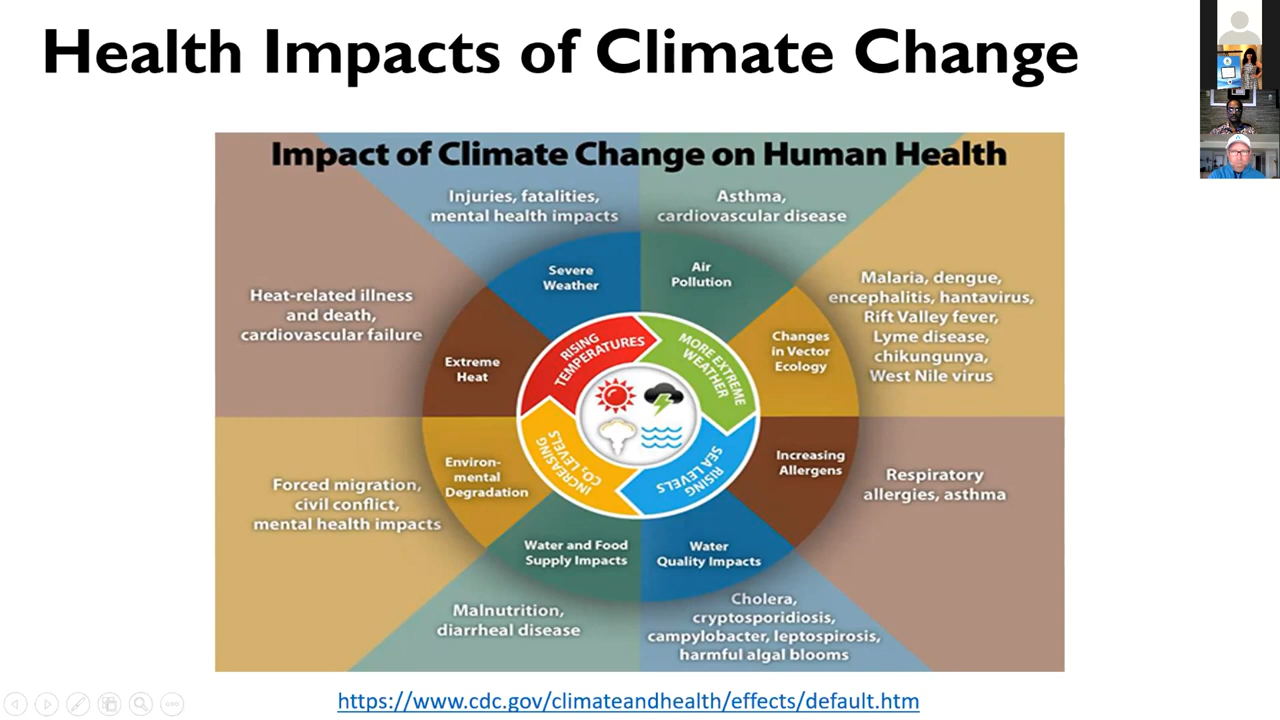 Health Impacts of Climate Change
Impact of Climate Change on Human Health
Injuries, fatalities,
mental health impacts
Asthma,
cardiovascular disease
Severe
Weather
Air
Pollution
Heat-related illness
and death,
cardiovascular failure
Extreme
Heat
Changes
in Vector
Ecology
Malaria, dengue,
encephalitis, hantavirus,
Rift Valley fever,
Lyme disease,
chikungunya,
West Nile virus
RISING
TEMPERATURES
MORE EXTREME
WEATHER
INCREASING
CO₂ LEVELS
RISING
SEA LEVELS
Forced migration,
civil conflict,
mental health impacts
Environ-
mental
Degradation
Increasing
Allergens
Respiratory
allergies, asthma
Water and Food
Supply Impacts
Water
Quality Impacts
Malnutrition,
diarrheal disease
Cholera,
cryptosporidiosis,
campylobacter, leptospirosis,
harmful algal blooms
https://www.cdc.gov/climateandhealth/effects/default.htm